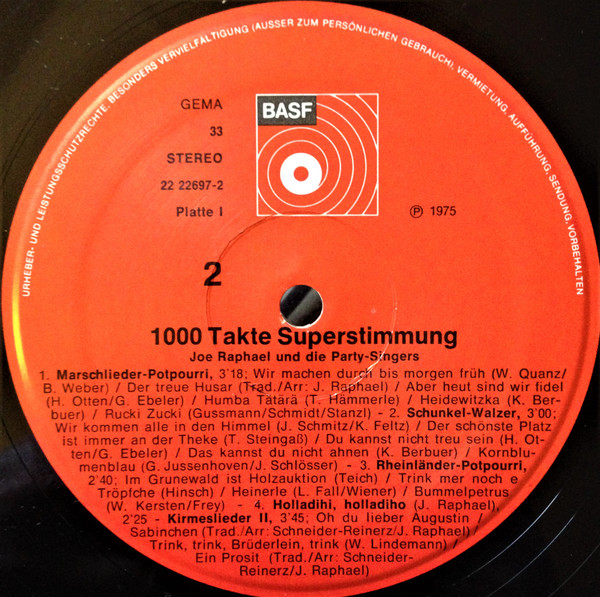 URHEBER- UND LEISTUNGSSCHUTZRECHTE, BESONDERS VERVIELFÄLTIGUNG (AUSSER ZUM PERSÖNLICHEN GEBRAUCH), VERMIETUNG, AUFFÜHRUNG, SENDUNG, VORBEHALTEN
GEMA
33
STEREO
22 22697-2
Platte I
BASF
℗ 1975
2
1000 Takte Superstimmung
Joe Raphael und die Party-Singers
1. Marschlieder-Potpourri, 3'18; Wir machen durch bis morgen früh (W. Quanz/
B. Weber) / Der treue Husar (Trad./Arr: J. Raphael) / Aber heut sind wir fidel
(H. Otten/G. Ebeler) / Humba Tätärä (T. Hämmerle) / Heidewitzka (K. Ber-
buer) / Rucki Zucki (Gussmann/Schmidt/Stanzl) - 2. Schunkel-Walzer, 3'00;
Wir kommen alle in den Himmel (J. Schmitz/K. Feltz) / Der schönste Platz
ist immer an der Theke (T. Steingaß) / Du kannst nicht treu sein (H. Ot-
ten/G. Ebeler) / Das kannst du nicht ahnen (K. Berbuer) / Kornblu-
menblau (G. Jussenhoven/J. Schlösser) - 3. Rheinländer-Potpourri,
2'40; Im Grunewald ist Holzauktion (Teich) / Trink mer noch e
Tröpfche (Hinsch) / Heinerle (L. Fall/Wiener) / Bummelpetrus
(W. Kersten/Frey) - 4. Holladihi, holladiho (J. Raphael),
2'25 - Kirmeslieder II, 3'45; Oh du lieber Augustin /
Sabinchen (Trad./Arr: Schneider-Reinerz/J. Raphael) /
Trink, trink, Brüderlein, trink (W. Lindemann) /
Ein Prosit (Trad./Arr: Schneider-
Reinerz/J. Raphael)